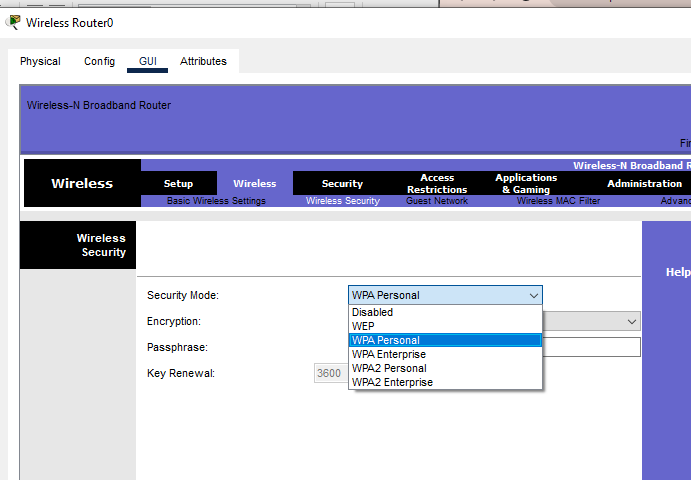 Wireless Router0
Physical Config GUI Attributes
Wireless-N Broadband Router
Wireless-N Broadband
Wireless
Setup Wireless Security Access Restrictions Applications & Gaming Administration
Basic Wireless Settings Wireless Security Guest Network Wireless MAC Filter
Wireless
Security
Help
Security Mode: WPA Personal
Disabled
Encryption:
WEP
WPA Personal
Passphrase:
WPA Enterprise
WPA2 Personal
Key Renewal: 3600
WPA2 Enterprise